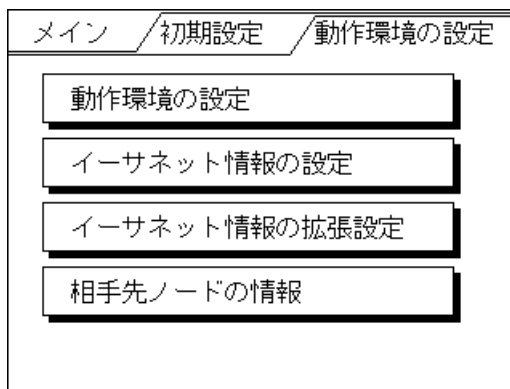 メイン 初期設定 動作環境の設定
動作環境の設定
イーサネット情報の設定
イーサネット情報の拡張設定
相手先ノードの情報